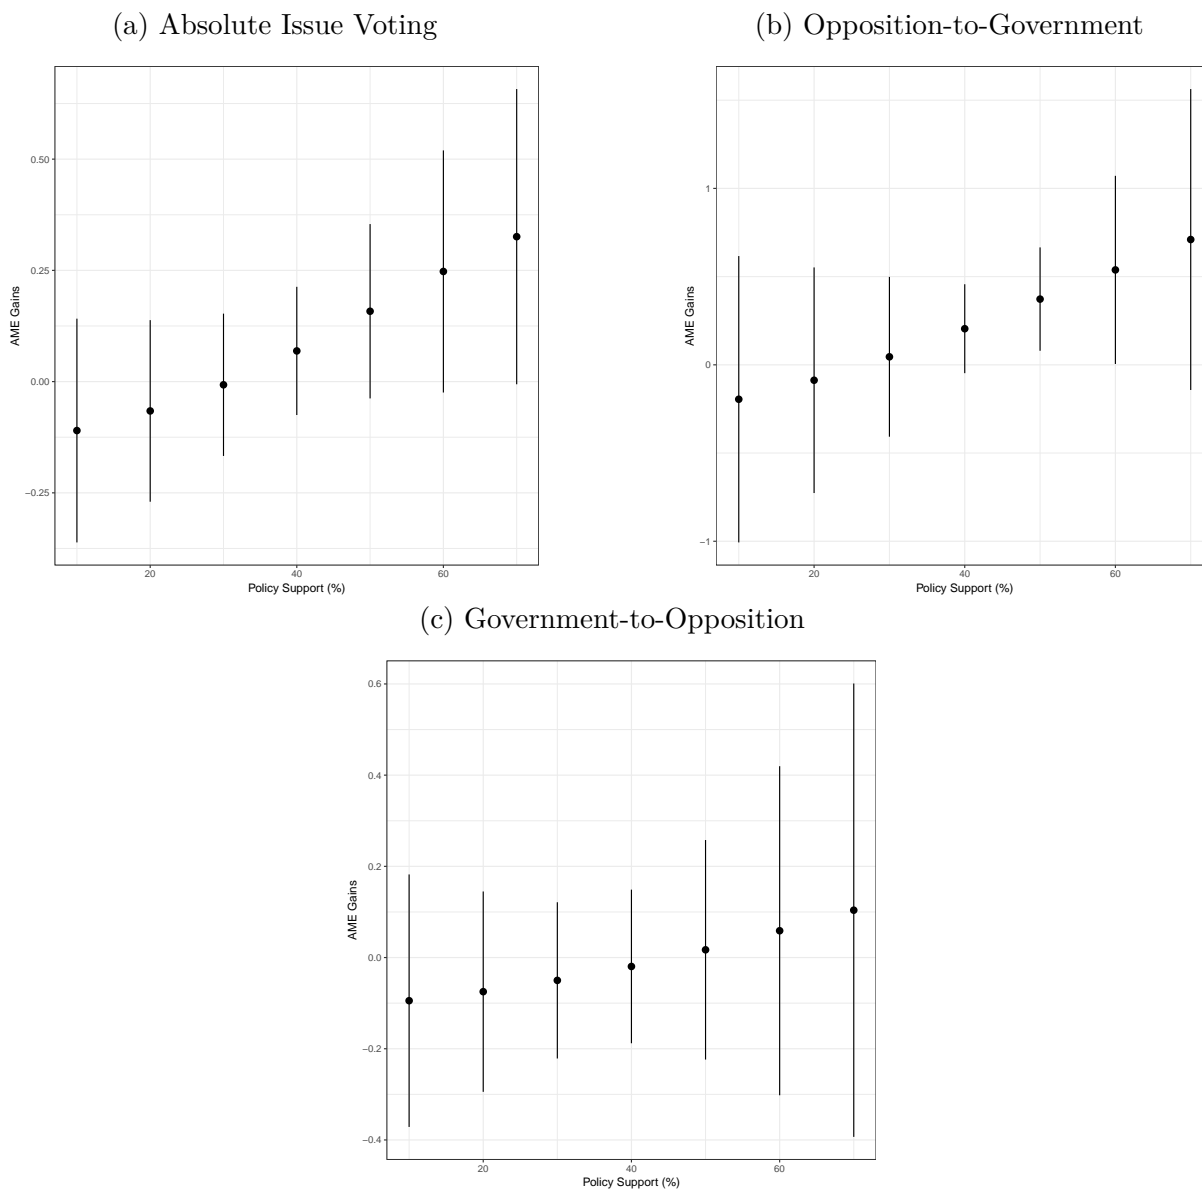 (a) Absolute Issue Voting
(b) Opposition-to-Government
0.50
0.25
0.00
−0.25
AME Gains
20
40
60
Policy Support (%)
1
0
−1
AME Gains
20
40
60
Policy Support (%)
(c) Government-to-Opposition
0.6
0.4
0.2
0.0
−0.2
−0.4
AME Gains
20
40
60
Policy Support (%)